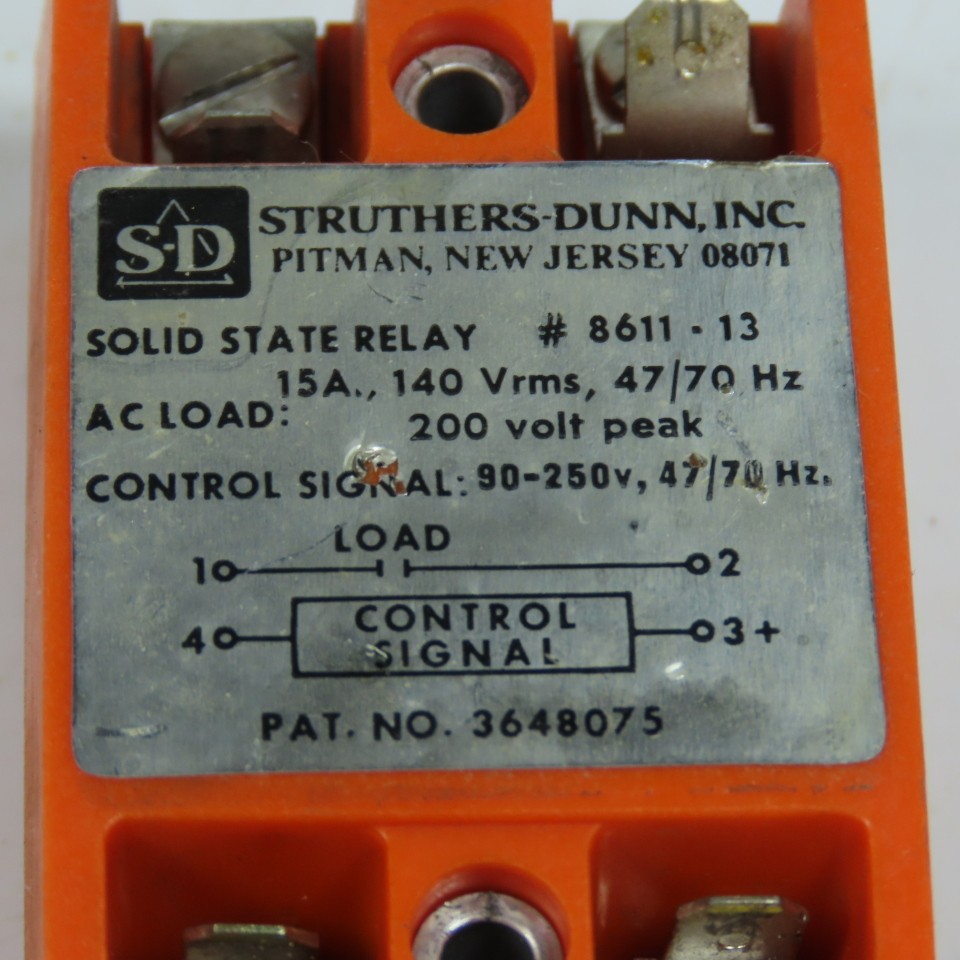 S-D STRUTHERS-DUNN, INC.
PITMAN, NEW JERSEY 08071
SOLID STATE RELAY # 8611 - 13
15A., 140 Vrms, 47/70 Hz
AC LOAD:
200 volt peak
CONTROL SIGNAL: 90-250v, 47/70 Hz.
LOAD
1 2
4 CONTROL 3+
SIGNAL
PAT. NO. 3648075